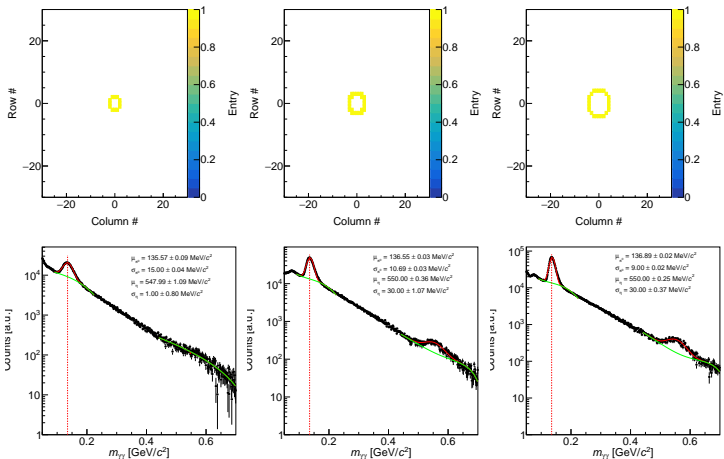 Row #
20
0
−20
−20
0
20
Column #
1
0.8
0.6
0.4
0.2
0
Entry
Row #
20
0
−20
−20
0
20
Column #
1
0.8
0.6
0.4
0.2
0
Entry
Row #
20
0
−20
−20
0
20
Column #
1
0.8
0.6
0.4
0.2
0
Entry
μπ⁰ = 135.57 ± 0.09 MeV/c²
σπ⁰ = 15.00 ± 0.04 MeV/c²
μη = 547.99 ± 1.09 MeV/c²
ση = 1.00 ± 0.80 MeV/c²
Counts [a.u.]
10⁴
10³
10²
10
1
0.2
0.4
0.6
mγγ [GeV/c²]
μπ⁰ = 136.55 ± 0.03 MeV/c²
σπ⁰ = 10.69 ± 0.03 MeV/c²
μη = 550.00 ± 0.36 MeV/c²
ση = 30.00 ± 1.07 MeV/c²
Counts [a.u.]
10⁴
10³
10²
10
1
0.2
0.4
0.6
mγγ [GeV/c²]
μπ⁰ = 136.89 ± 0.02 MeV/c²
σπ⁰ = 9.00 ± 0.02 MeV/c²
μη = 550.00 ± 0.25 MeV/c²
ση = 30.00 ± 0.37 MeV/c²
Counts [a.u.]
10⁵
10⁴
10³
10²
10
1
0.2
0.4
0.6
mγγ [GeV/c²]